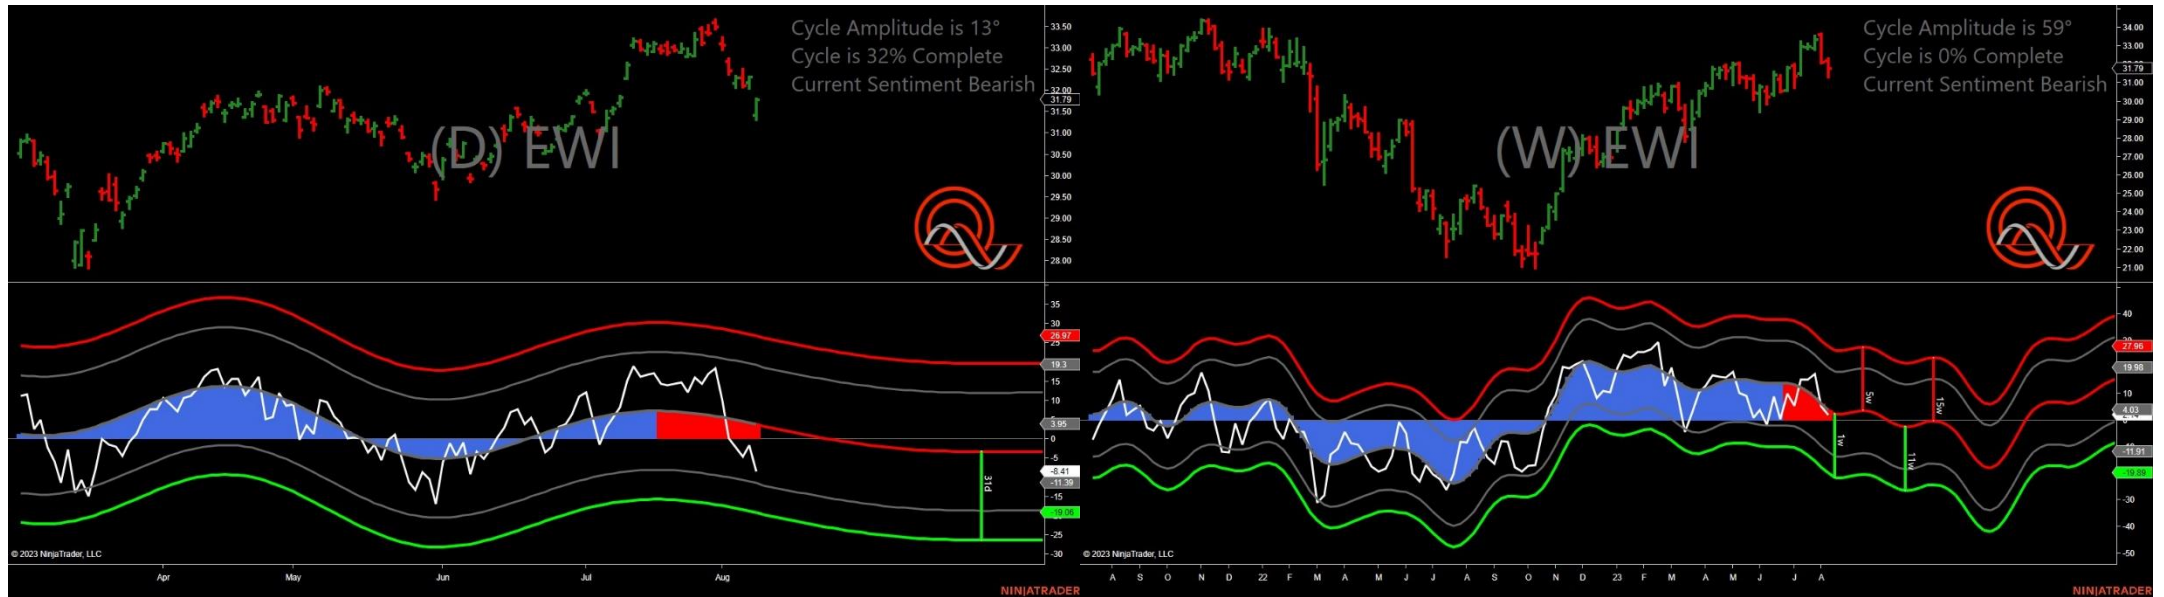 Cycle Amplitude is 13°
Cycle is 32% Complete
Current Sentiment Bearish
(D) EWI
33.50
33.00
32.50
32.00
31.79
31.50
31.00
30.50
30.00
29.50
29.00
28.50
28.00
35
30
26.97
25
19.3
15
10
5
3.95
0
-5
-8.41
-11.39
-15
-19.06
-25
-30
31d
© 2023 NinjaTrader, LLC
Apr May Jun Jul Aug
NINJATRADER
Cycle Amplitude is 59°
Cycle is 0% Complete
Current Sentiment Bearish
(W) EWI
34.00
33.00
31.79
31.00
30.00
29.00
28.00
27.00
26.00
25.00
24.00
23.00
22.00
21.00
40
27.96
19.98
10
4.03
-11.91
-19.89
-30
-40
-50
5w
15w
1w
11w
© 2023 NinjaTrader, LLC
A S O N D 22 F M A M J J A S O N D 23 F M A M J J A
NINJATRADER